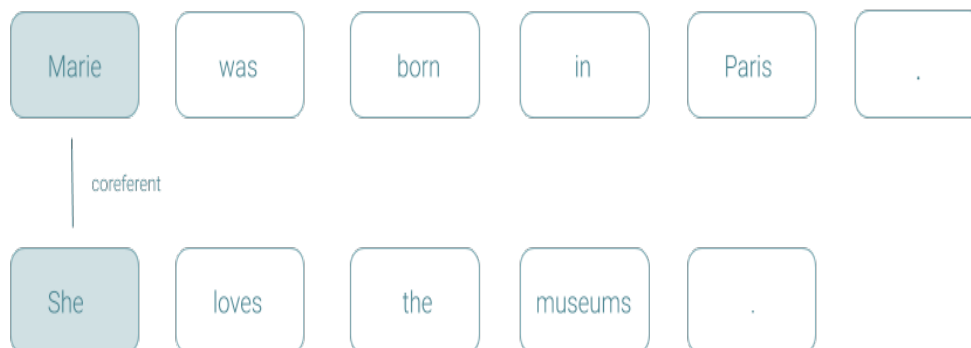 Marie was born in Paris .
coreferent
She loves the museums .